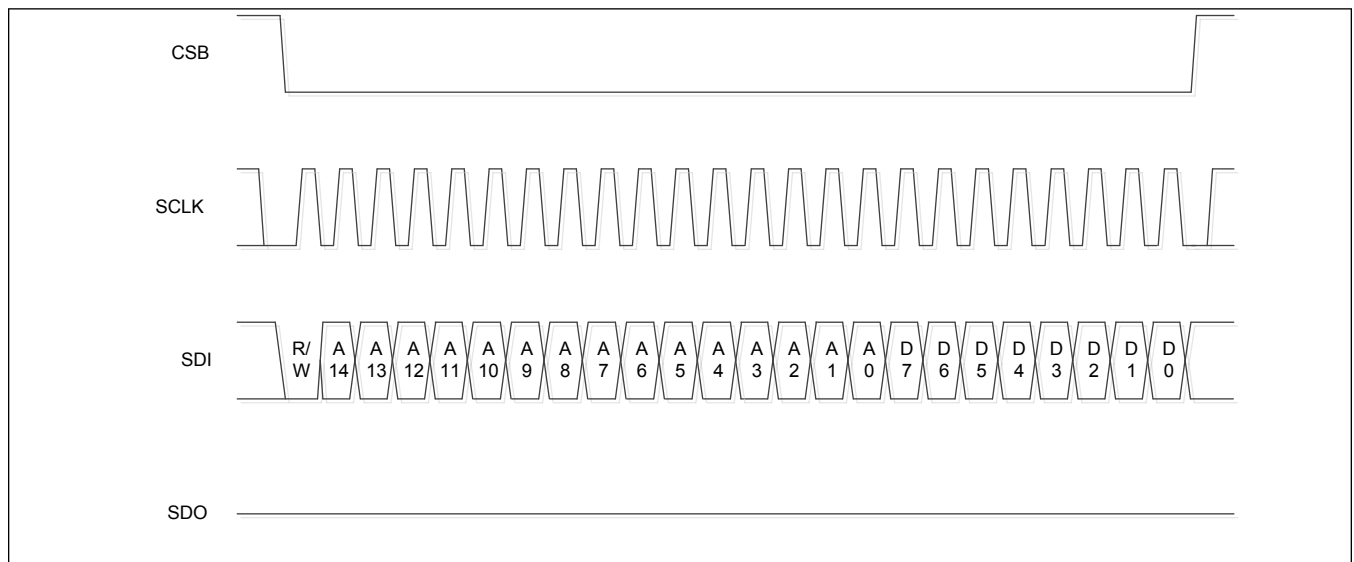 CSB
SCLK
SDI
R/ A A A A A A A A A A A A A A A D D D D D D D D
W 14 13 12 11 10 9 8 7 6 5 4 3 2 1 0 7 6 5 4 3 2 1 0
SDO